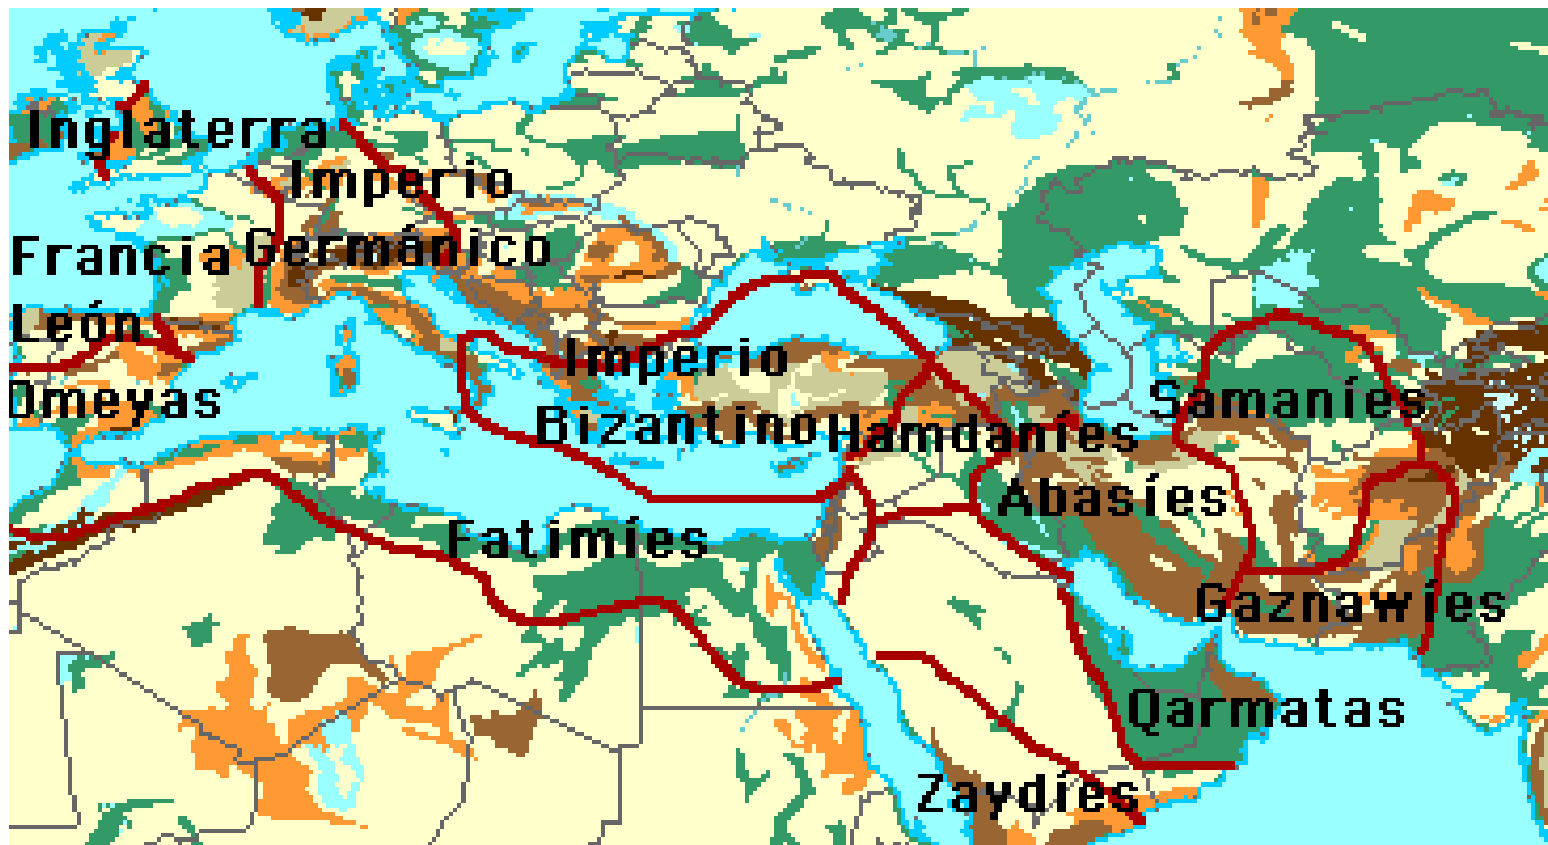 Inglaterra
Imperio
Germánico
Francia
León
Omeyas
Imperio
Bizantino
Hamdaníes
Samaníes
Abasíes
Fatimíes
Gaznawíes
Qarmatas
Zaydíes